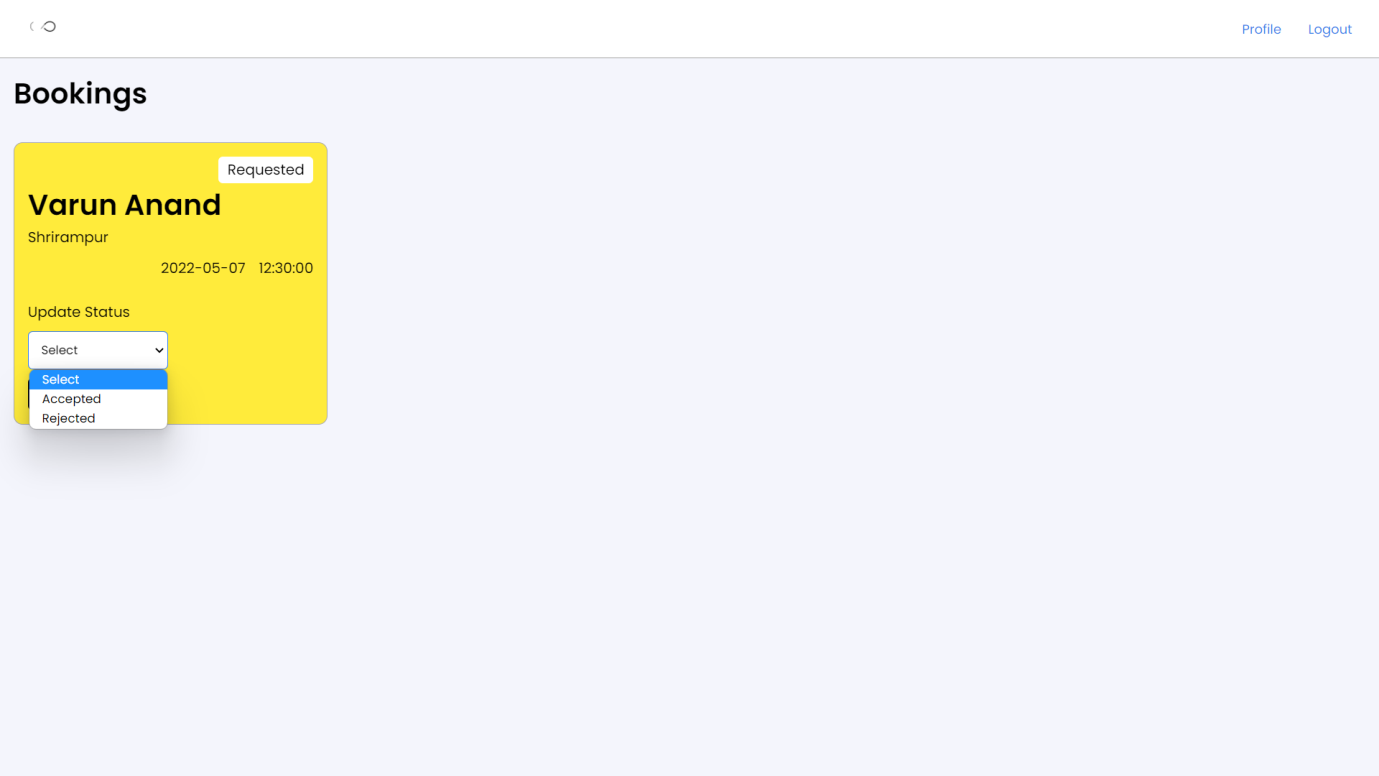 Profile Logout
Bookings
Requested
Varun Anand
Shrirampur
2022-05-07 12:30:00
Update Status
Select
Select
Accepted
Rejected